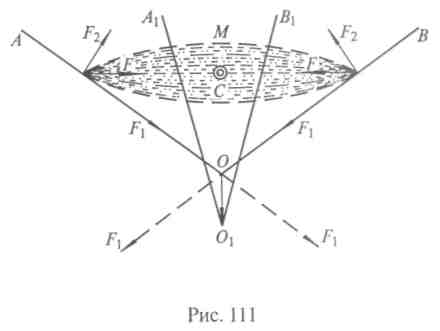 A A₁ M B₁ B
F₂ F₂
F F
C
F₁ F₁
O
F₁ O₁ F₁
Рис. 111